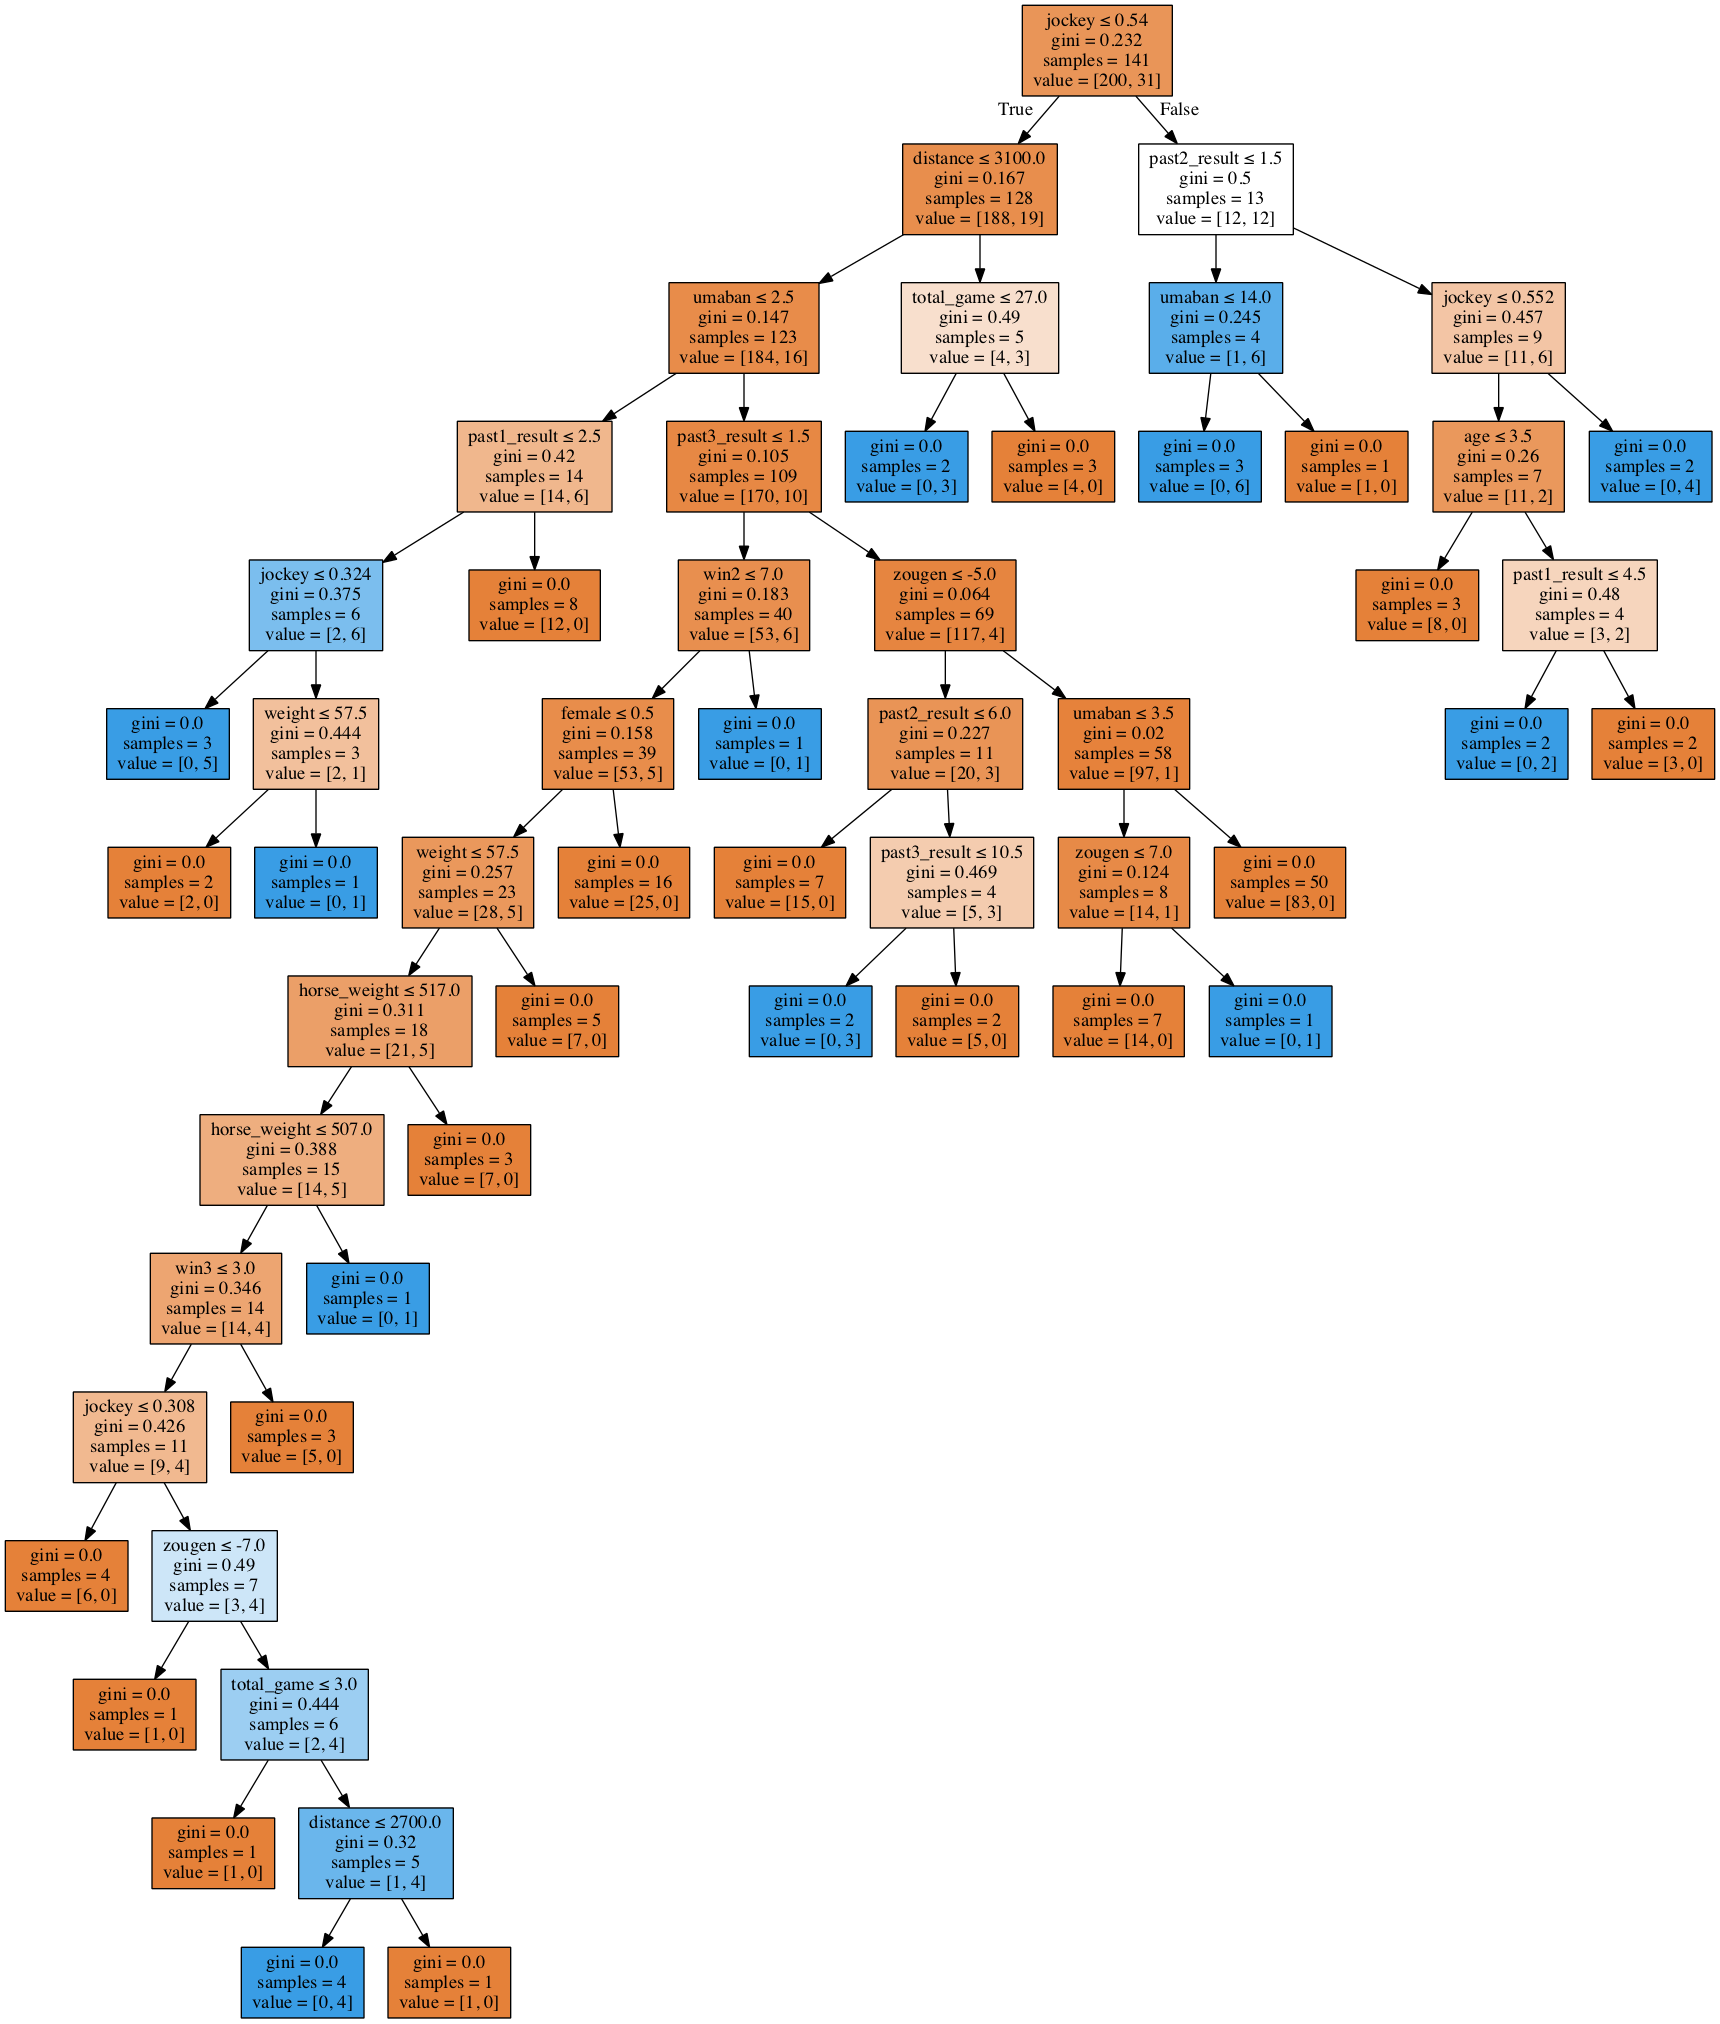 jockey ≤ 0.54
gini = 0.232
samples = 141
value = [200, 31]
True
False
distance ≤ 3100.0
gini = 0.167
samples = 128
value = [188, 19]
past2_result ≤ 1.5
gini = 0.5
samples = 13
value = [12, 12]
umaban ≤ 2.5
gini = 0.147
samples = 123
value = [184, 16]
total_game ≤ 27.0
gini = 0.49
samples = 5
value = [4, 3]
umaban ≤ 14.0
gini = 0.245
samples = 4
value = [1, 6]
jockey ≤ 0.552
gini = 0.457
samples = 9
value = [11, 6]
past1_result ≤ 2.5
gini = 0.42
samples = 14
value = [14, 6]
past3_result ≤ 1.5
gini = 0.105
samples = 109
value = [170, 10]
gini = 0.0
samples = 2
value = [0, 3]
gini = 0.0
samples = 3
value = [4, 0]
gini = 0.0
samples = 3
value = [0, 6]
gini = 0.0
samples = 1
value = [1, 0]
age ≤ 3.5
gini = 0.26
samples = 7
value = [11, 2]
gini = 0.0
samples = 2
value = [0, 4]
jockey ≤ 0.324
gini = 0.375
samples = 6
value = [2, 6]
gini = 0.0
samples = 8
value = [12, 0]
win2 ≤ 7.0
gini = 0.183
samples = 40
value = [53, 6]
zougen ≤ -5.0
gini = 0.064
samples = 69
value = [117, 4]
gini = 0.0
samples = 3
value = [8, 0]
past1_result ≤ 4.5
gini = 0.48
samples = 4
value = [3, 2]
gini = 0.0
samples = 3
value = [0, 5]
weight ≤ 57.5
gini = 0.444
samples = 3
value = [2, 1]
female ≤ 0.5
gini = 0.158
samples = 39
value = [53, 5]
gini = 0.0
samples = 1
value = [0, 1]
past2_result ≤ 6.0
gini = 0.227
samples = 11
value = [20, 3]
umaban ≤ 3.5
gini = 0.02
samples = 58
value = [97, 1]
gini = 0.0
samples = 2
value = [0, 2]
gini = 0.0
samples = 2
value = [3, 0]
gini = 0.0
samples = 2
value = [2, 0]
gini = 0.0
samples = 1
value = [0, 1]
weight ≤ 57.5
gini = 0.257
samples = 23
value = [28, 5]
gini = 0.0
samples = 16
value = [25, 0]
gini = 0.0
samples = 7
value = [15, 0]
past3_result ≤ 10.5
gini = 0.469
samples = 4
value = [5, 3]
zougen ≤ 7.0
gini = 0.124
samples = 8
value = [14, 1]
gini = 0.0
samples = 50
value = [83, 0]
horse_weight ≤ 517.0
gini = 0.311
samples = 18
value = [21, 5]
gini = 0.0
samples = 5
value = [7, 0]
gini = 0.0
samples = 2
value = [0, 3]
gini = 0.0
samples = 2
value = [5, 0]
gini = 0.0
samples = 7
value = [14, 0]
gini = 0.0
samples = 1
value = [0, 1]
horse_weight ≤ 507.0
gini = 0.388
samples = 15
value = [14, 5]
gini = 0.0
samples = 3
value = [7, 0]
win3 ≤ 3.0
gini = 0.346
samples = 14
value = [14, 4]
gini = 0.0
samples = 1
value = [0, 1]
jockey ≤ 0.308
gini = 0.426
samples = 11
value = [9, 4]
gini = 0.0
samples = 3
value = [5, 0]
gini = 0.0
samples = 4
value = [6, 0]
zougen ≤ -7.0
gini = 0.49
samples = 7
value = [3, 4]
gini = 0.0
samples = 1
value = [1, 0]
total_game ≤ 3.0
gini = 0.444
samples = 6
value = [2, 4]
gini = 0.0
samples = 1
value = [1, 0]
distance ≤ 2700.0
gini = 0.32
samples = 5
value = [1, 4]
gini = 0.0
samples = 4
value = [0, 4]
gini = 0.0
samples = 1
value = [1, 0]